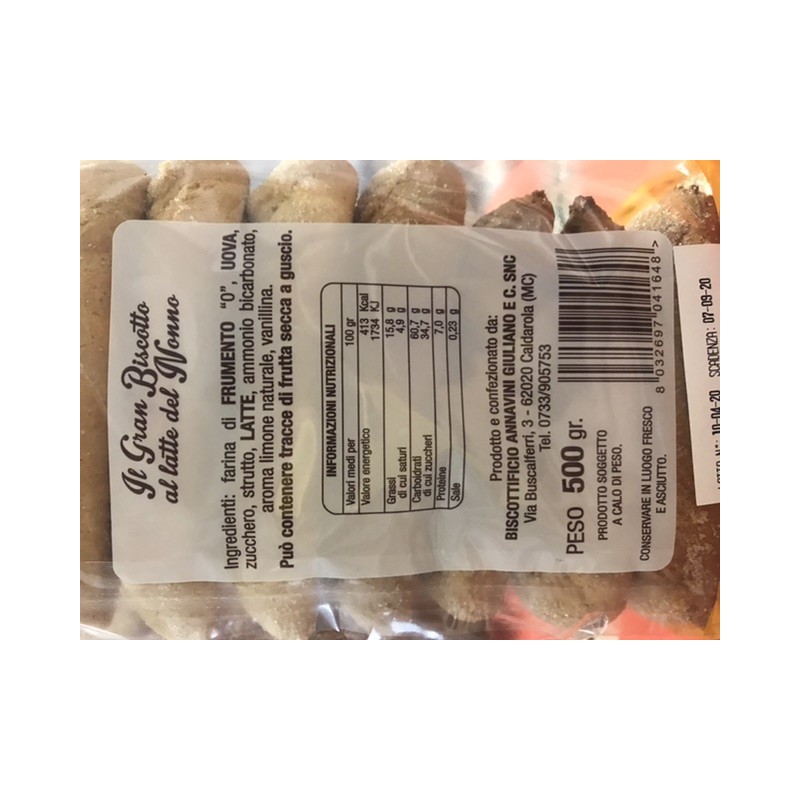 Il Gran Biscotto
al latte del Nonno
Ingredienti: farina di FRUMENTO "0", UOVA,
zucchero, strutto, LATTE, ammonio bicarbonato,
aroma limone naturale, vanillina.
Può contenere tracce di frutta secca a guscio.
INFORMAZIONI NUTRIZIONALI
Valori medi per 100 gr
Valore energetico 413 Kcal
1734 KJ
Grassi 15,8 g
di cui saturi 4,9 g
Carboidrati 60,7 g
di cui zuccheri 34,7 g
Proteine 7,0 g
Sale 0,23 g
Prodotto e confezionato da:
BISCOTTIFICIO ANNAVINI GIULIANO E C. SNC
Via Buscalferri, 3 - 62020 Caldarola (MC)
Tel. 0733/905753
PESO 500 gr.
PRODOTTO SOGGETTO
A CALO DI PESO.
CONSERVARE IN LUOGO FRESCO
E ASCIUTTO.
8 032697 041648 >
10-04-20 SCADENZA: 07-09-20